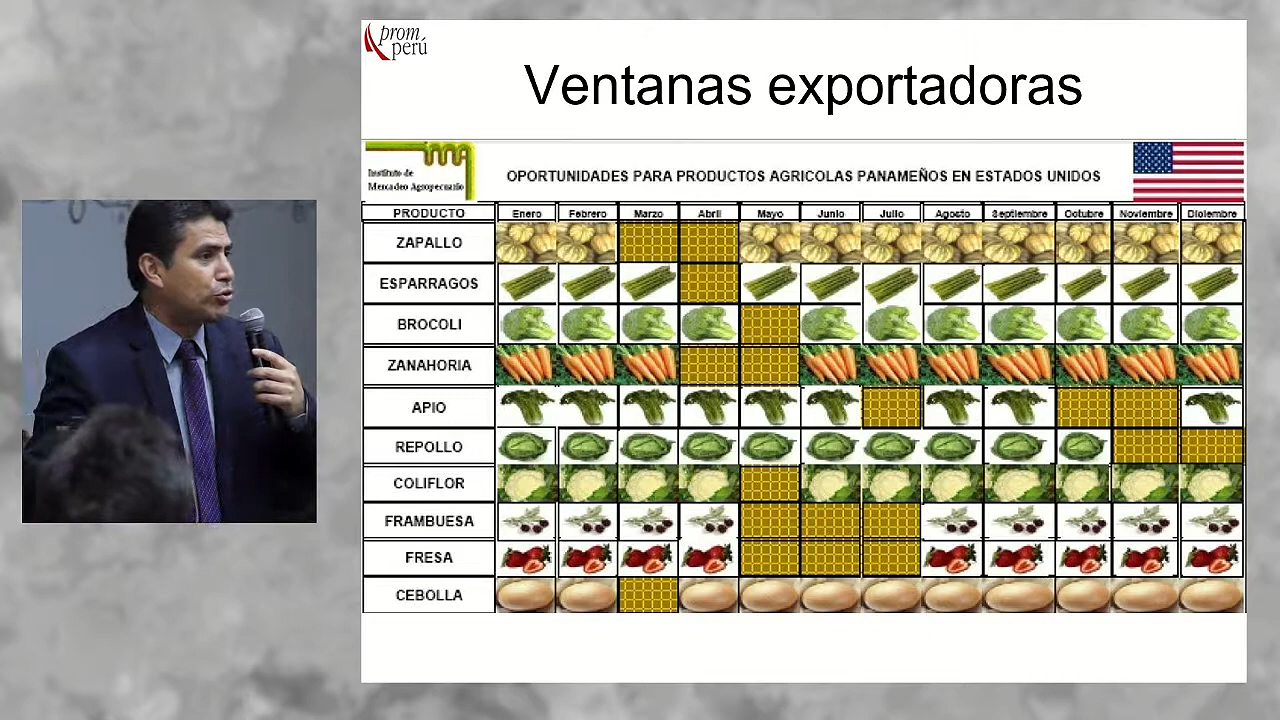 prom
perú
Ventanas exportadoras
Instituto de
Mercadeo Agropecuario
OPORTUNIDADES PARA PRODUCTOS AGRICOLAS PANAMEÑOS EN ESTADOS UNIDOS
PRODUCTO Enero Febrero Marzo Abril Mayo Junio Julio Agosto Septiembre Octubre Noviembre Diciembre
ZAPALLO
ESPARRAGOS
BROCOLI
ZANAHORIA
APIO
REPOLLO
COLIFLOR
FRAMBUESA
FRESA
CEBOLLA